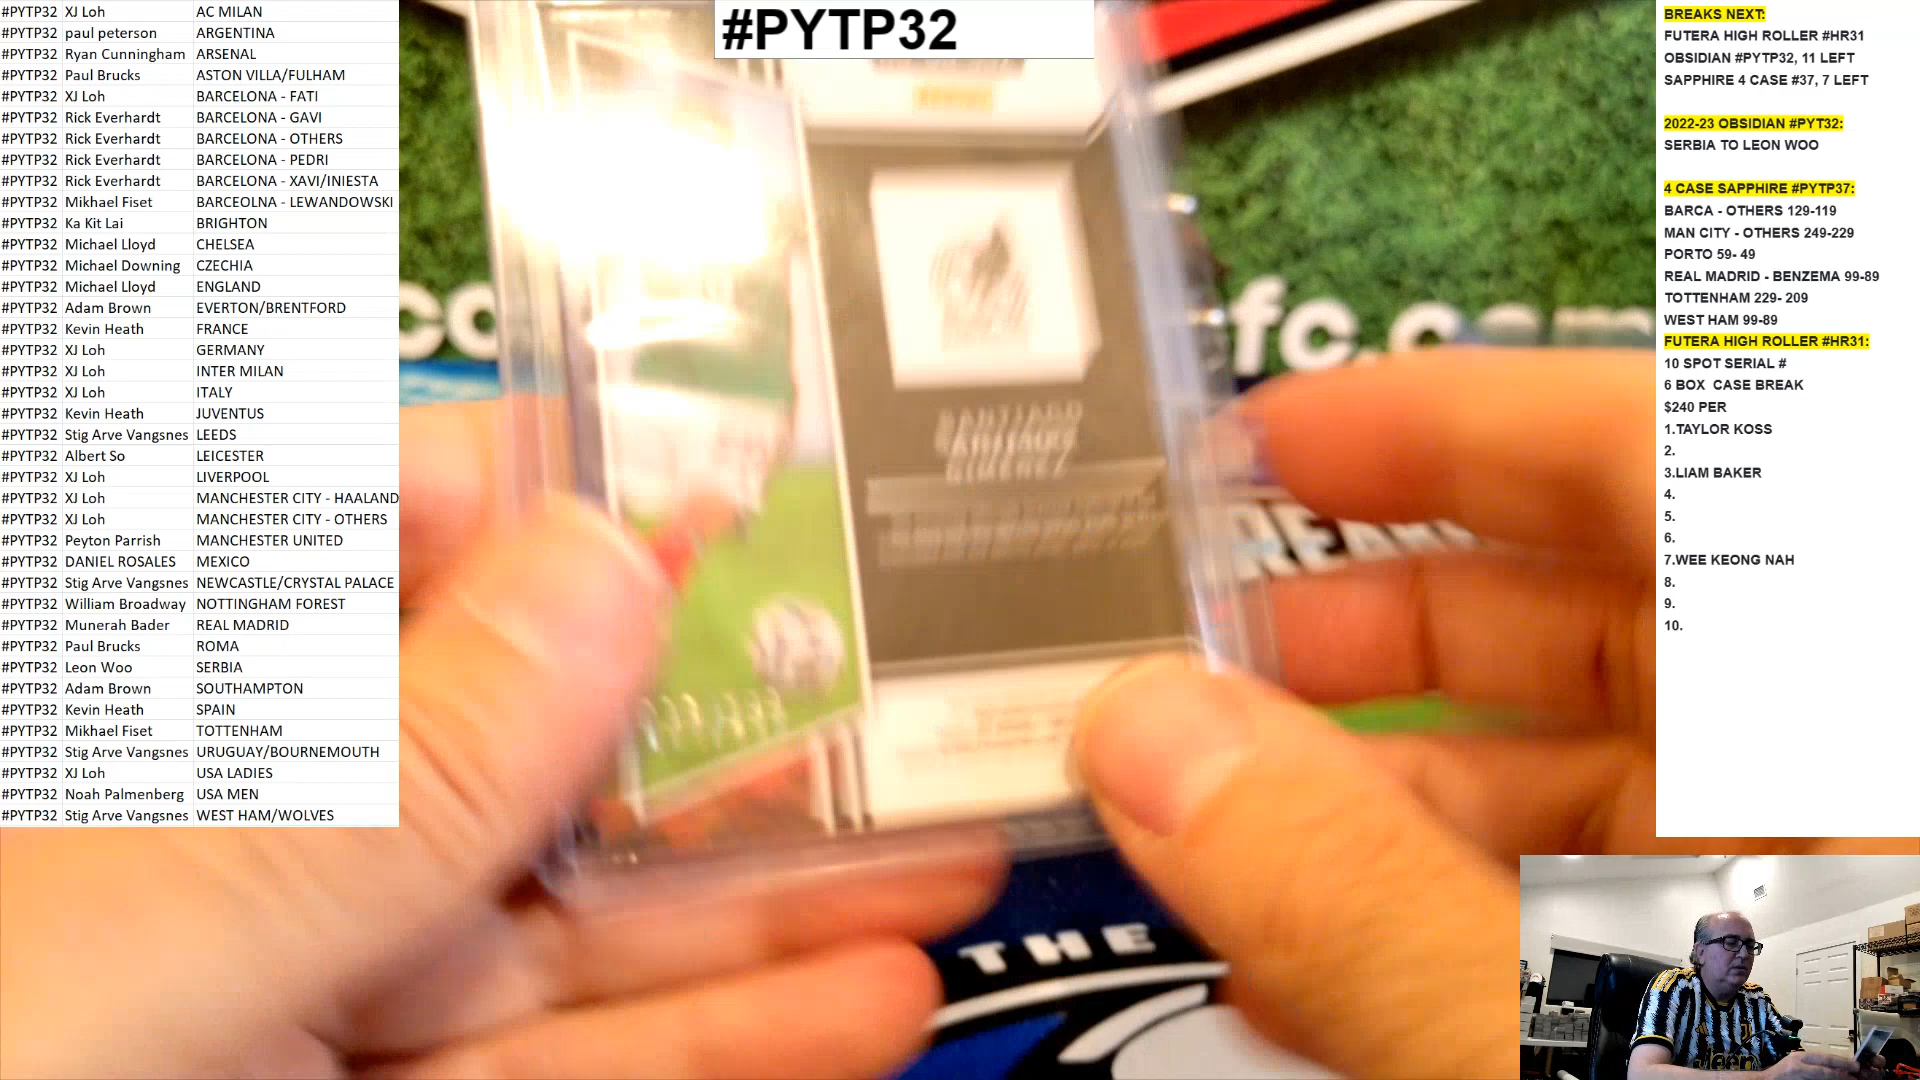 #PYTP32 XJ Loh AC MILAN
#PYTP32 paul peterson ARGENTINA
#PYTP32 Ryan Cunningham ARSENAL
#PYTP32 Paul Brucks ASTON VILLA/FULHAM
#PYTP32 XJ Loh BARCELONA - FATI
#PYTP32 Rick Everhardt BARCELONA - GAVI
#PYTP32 Rick Everhardt BARCELONA - OTHERS
#PYTP32 Rick Everhardt BARCELONA - PEDRI
#PYTP32 Rick Everhardt BARCELONA - XAVI/INIESTA
#PYTP32 Mikhael Fiset BARCEOLNA - LEWANDOWSKI
#PYTP32 Ka Kit Lai BRIGHTON
#PYTP32 Michael Lloyd CHELSEA
#PYTP32 Michael Downing CZECHIA
#PYTP32 Michael Lloyd ENGLAND
#PYTP32 Adam Brown EVERTON/BRENTFORD
#PYTP32 Kevin Heath FRANCE
#PYTP32 XJ Loh GERMANY
#PYTP32 XJ Loh INTER MILAN
#PYTP32 XJ Loh ITALY
#PYTP32 Kevin Heath JUVENTUS
#PYTP32 Stig Arve Vangsnes LEEDS
#PYTP32 Albert So LEICESTER
#PYTP32 XJ Loh LIVERPOOL
#PYTP32 XJ Loh MANCHESTER CITY - HAALAND
#PYTP32 XJ Loh MANCHESTER CITY - OTHERS
#PYTP32 Peyton Parrish MANCHESTER UNITED
#PYTP32 DANIEL ROSALES MEXICO
#PYTP32 Stig Arve Vangsnes NEWCASTLE/CRYSTAL PALACE
#PYTP32 William Broadway NOTTINGHAM FOREST
#PYTP32 Munerah Bader REAL MADRID
#PYTP32 Paul Brucks ROMA
#PYTP32 Leon Woo SERBIA
#PYTP32 Adam Brown SOUTHAMPTON
#PYTP32 Kevin Heath SPAIN
#PYTP32 Mikhael Fiset TOTTENHAM
#PYTP32 Stig Arve Vangsnes URUGUAY/BOURNEMOUTH
#PYTP32 XJ Loh USA LADIES
#PYTP32 Noah Palmenberg USA MEN
#PYTP32 Stig Arve Vangsnes WEST HAM/WOLVES
#PYTP32
SANTIAGO
GIMENEZ
THE
BREAKS NEXT:
FUTERA HIGH ROLLER #HR31
OBSIDIAN #PYTP32, 11 LEFT
SAPPHIRE 4 CASE #37, 7 LEFT
2022-23 OBSIDIAN #PYT32:
SERBIA TO LEON WOO
4 CASE SAPPHIRE #PYTP37:
BARCA - OTHERS 129-119
MAN CITY - OTHERS 249-229
PORTO 59- 49
REAL MADRID - BENZEMA 99-89
TOTTENHAM 229- 209
WEST HAM 99-89
FUTERA HIGH ROLLER #HR31:
10 SPOT SERIAL #
6 BOX CASE BREAK
$240 PER
1.TAYLOR KOSS
2.
3.LIAM BAKER
4.
5.
6.
7.WEE KEONG NAH
8.
9.
10.